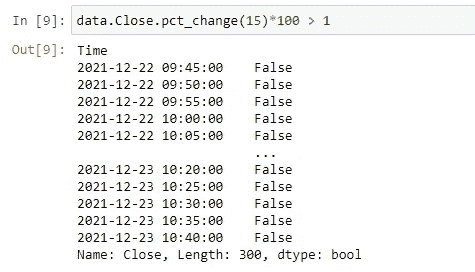 In [9]: data.Close.pct_change(15)*100 > 1
Out[9]: Time
2021-12-22 09:45:00    False
2021-12-22 09:50:00    False
2021-12-22 09:55:00    False
2021-12-22 10:00:00    False
2021-12-22 10:05:00    False
...
2021-12-23 10:20:00    False
2021-12-23 10:25:00    False
2021-12-23 10:30:00    False
2021-12-23 10:35:00    False
2021-12-23 10:40:00    False
Name: Close, Length: 300, dtype: bool